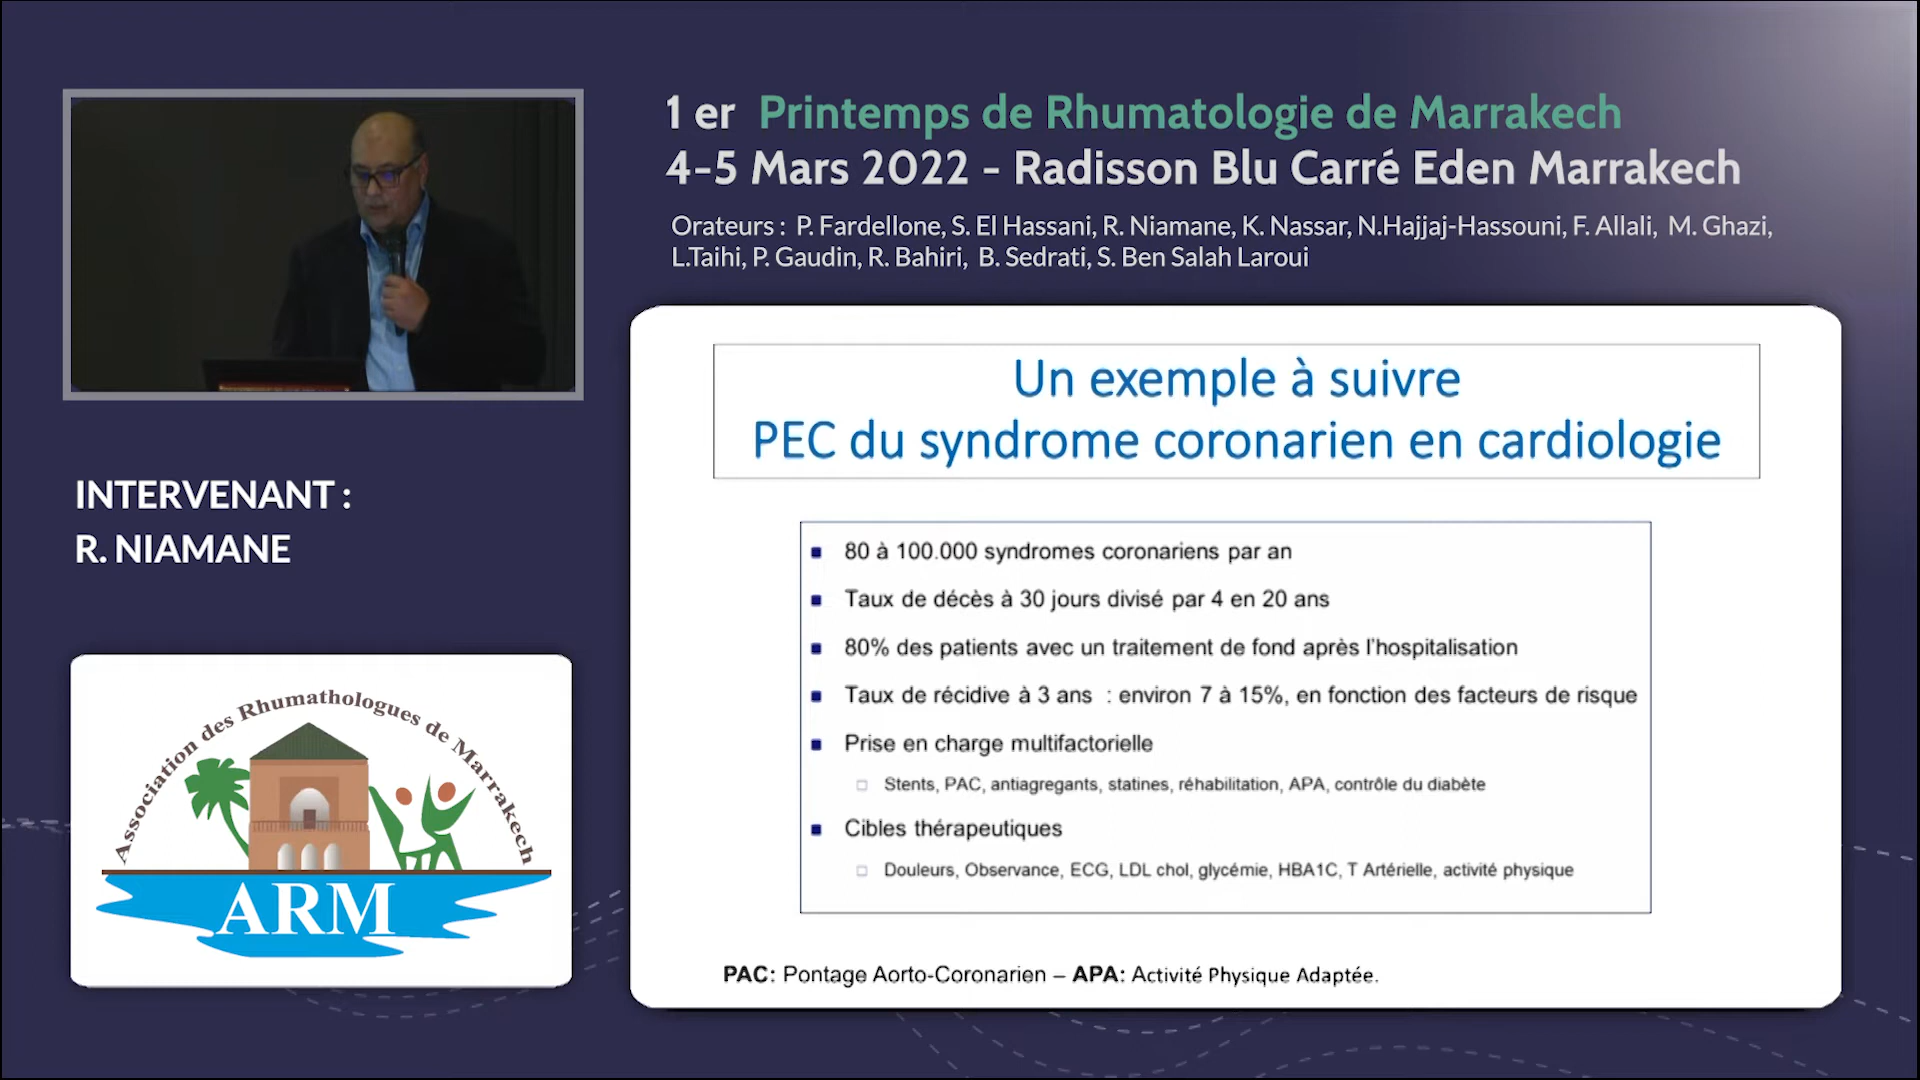 1 er Printemps de Rhumatologie de Marrakech
4-5 Mars 2022 - Radisson Blu Carré Eden Marrakech
Orateurs : P. Fardellone, S. El Hassani, R. Niamane, K. Nassar, N.Hajjaj-Hassouni, F. Allali, M. Ghazi,
L.Taihi, P. Gaudin, R. Bahiri, B. Sedrati, S. Ben Salah Laroui
INTERVENANT :
R. NIAMANE
Association des Rhumathologues de Marrakech
ARM
Un exemple à suivre
PEC du syndrome coronarien en cardiologie
80 à 100.000 syndromes coronariens par an
Taux de décès à 30 jours divisé par 4 en 20 ans
80% des patients avec un traitement de fond après l'hospitalisation
Taux de récidive à 3 ans : environ 7 à 15%, en fonction des facteurs de risque
Prise en charge multifactorielle
Stents, PAC, antiagregants, statines, réhabilitation, APA, contrôle du diabète
Cibles thérapeutiques
Douleurs, Observance, ECG, LDL chol, glycémie, HBA1C, T Artérielle, activité physique
PAC: Pontage Aorto-Coronarien – APA: Activité Physique Adaptée.